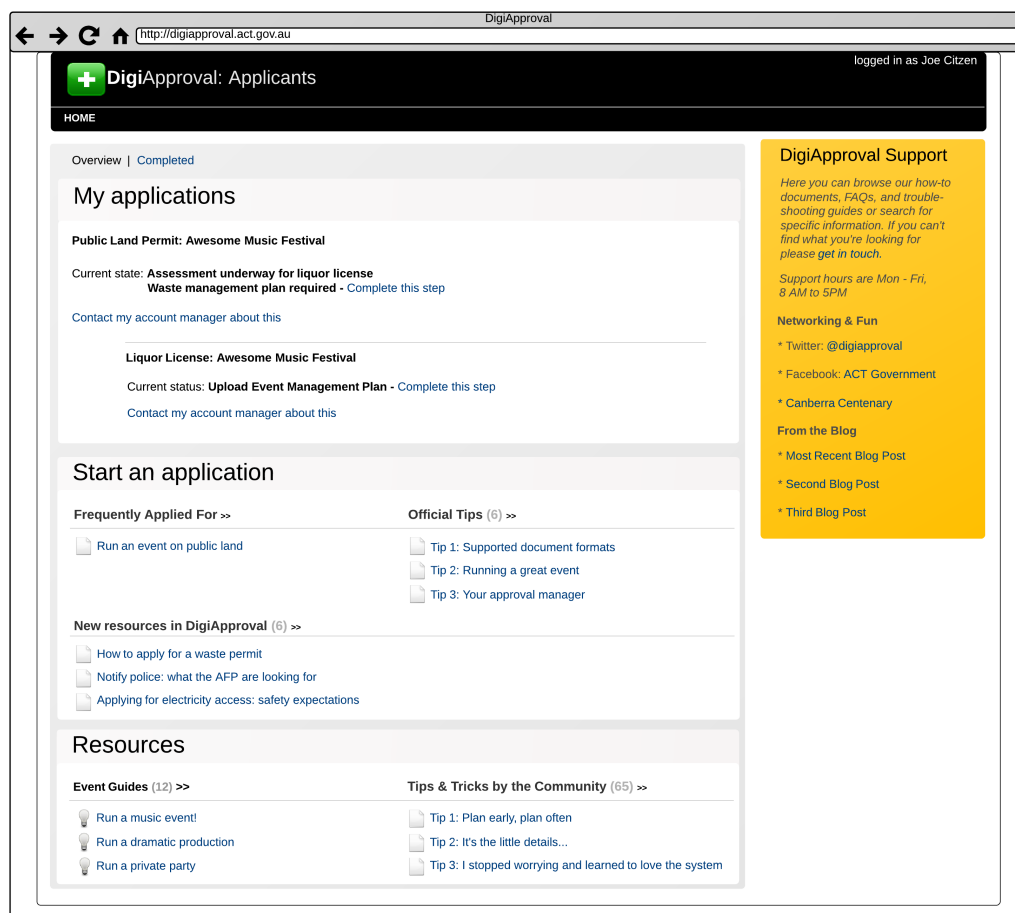 DigiApproval
http://digiapproval.act.gov.au
logged in as Joe Citzen
DigiApproval: Applicants
HOME
Overview | Completed
My applications
Public Land Permit: Awesome Music Festival
Current state: Assessment underway for liquor license
Waste management plan required - Complete this step
Contact my account manager about this
Liquor License: Awesome Music Festival
Current status: Upload Event Management Plan - Complete this step
Contact my account manager about this
Start an application
Frequently Applied For >>
Run an event on public land
Official Tips (6) >>
Tip 1: Supported document formats
Tip 2: Running a great event
Tip 3: Your approval manager
New resources in DigiApproval (6) >>
How to apply for a waste permit
Notify police: what the AFP are looking for
Applying for electricity access: safety expectations
Resources
Event Guides (12) >>
Run a music event!
Run a dramatic production
Run a private party
Tips & Tricks by the Community (65) >>
Tip 1: Plan early, plan often
Tip 2: It's the little details...
Tip 3: I stopped worrying and learned to love the system
DigiApproval Support
Here you can browse our how-to
documents, FAQs, and trouble-
shooting guides or search for
specific information. If you can't
find what you're looking for
please get in touch.
Support hours are Mon - Fri,
8 AM to 5PM
Networking & Fun
* Twitter: @digiapproval
* Facebook: ACT Government
* Canberra Centenary
From the Blog
* Most Recent Blog Post
* Second Blog Post
* Third Blog Post